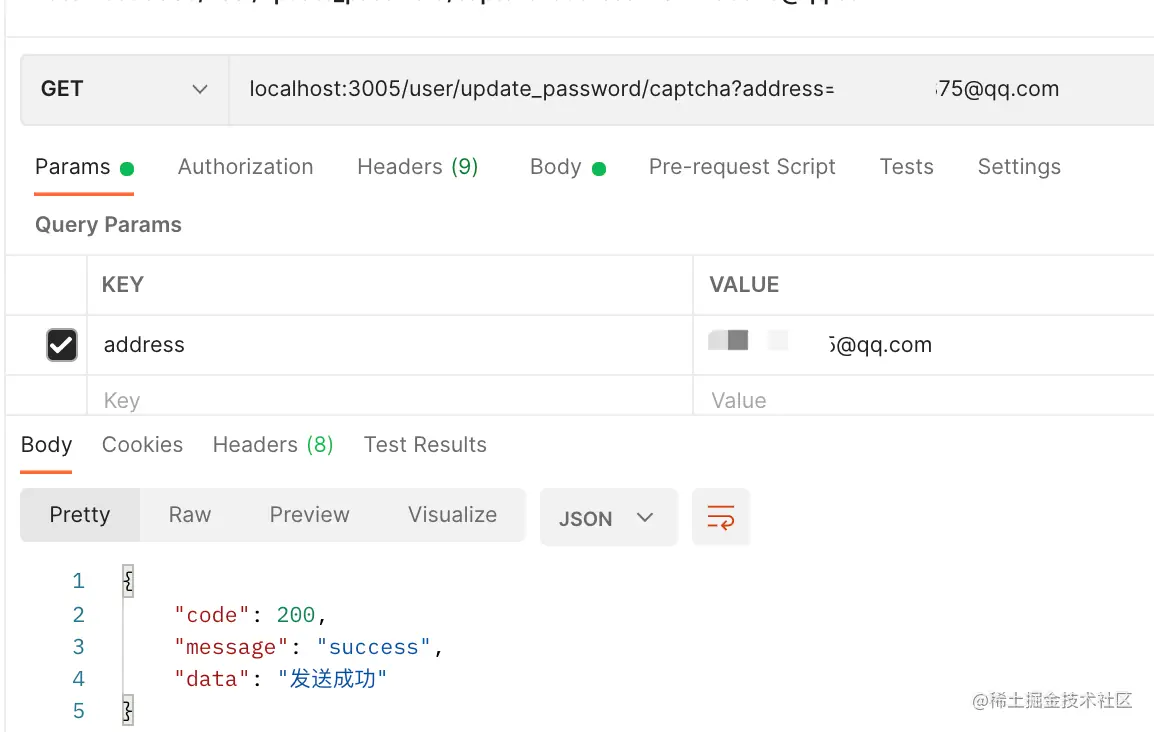 GET localhost:3005/user/update_password/captcha?address= 75@qq.com
Params Authorization Headers (9) Body Pre-request Script Tests Settings
Query Params
KEY VALUE
address @qq.com
Key Value
Body Cookies Headers (8) Test Results
Pretty Raw Preview Visualize JSON
1 {
2 "code": 200,
3 "message": "success",
4 "data": "发送成功"
5 }
@稀土掘金技术社区